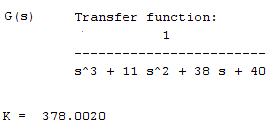 G(s) Transfer function:
1
------------------------
s^3 + 11 s^2 + 38 s + 40
K = 378.0020